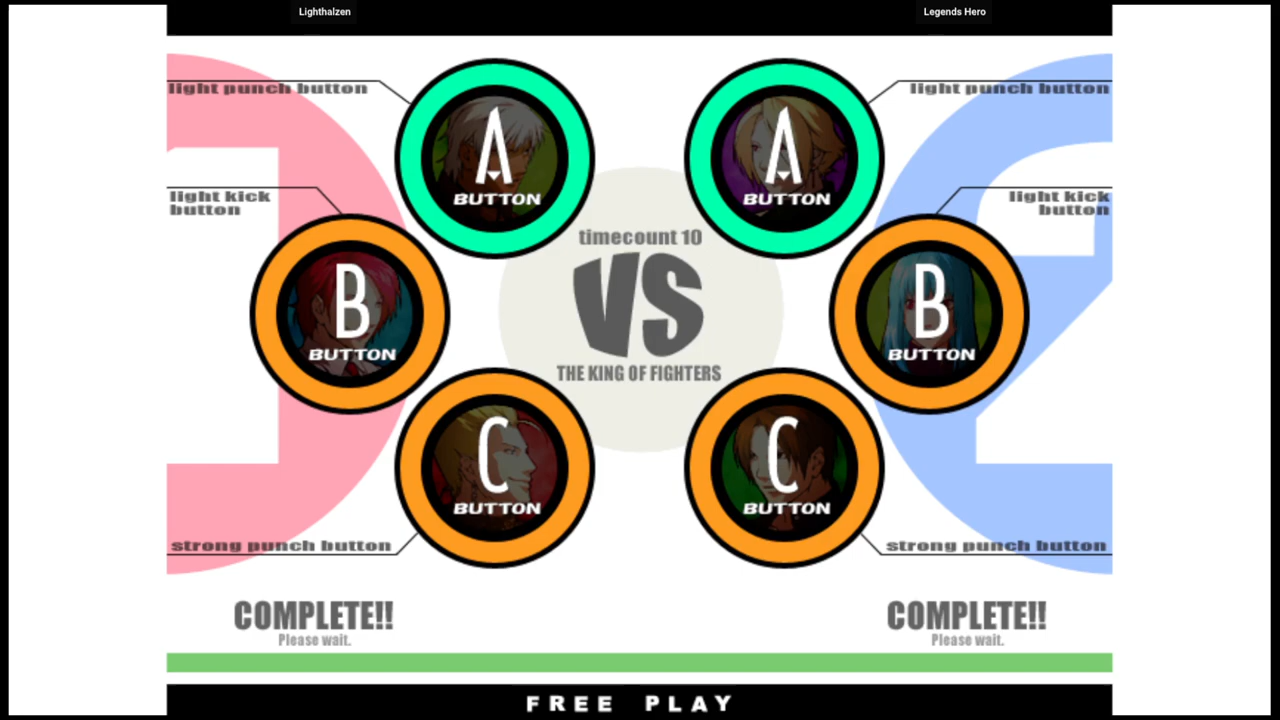 Lighthalzen
Legends Hero
light punch button
light punch button
A
BUTTON
A
BUTTON
light kick
button
light kick
button
B
BUTTON
timecount 10
VS
THE KING OF FIGHTERS
B
BUTTON
C
BUTTON
C
BUTTON
strong punch button
strong punch button
COMPLETE!!
Please wait.
COMPLETE!!
Please wait.
1
2
FREE PLAY